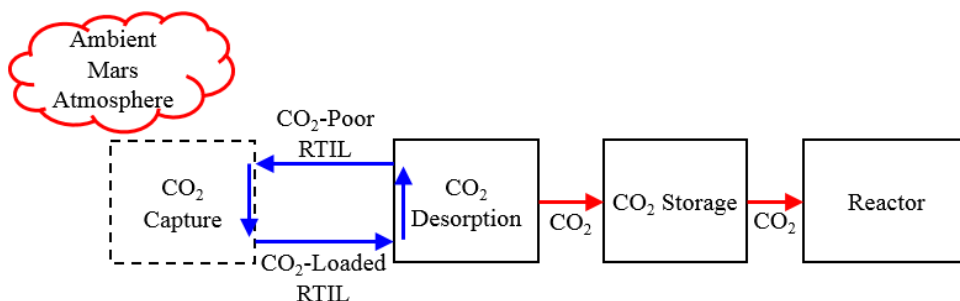 Ambient
Mars
Atmosphere
CO₂-Poor
RTIL
CO₂
Capture
CO₂
Desorption
CO₂ Storage
Reactor
CO₂
CO₂
CO₂-Loaded
RTIL